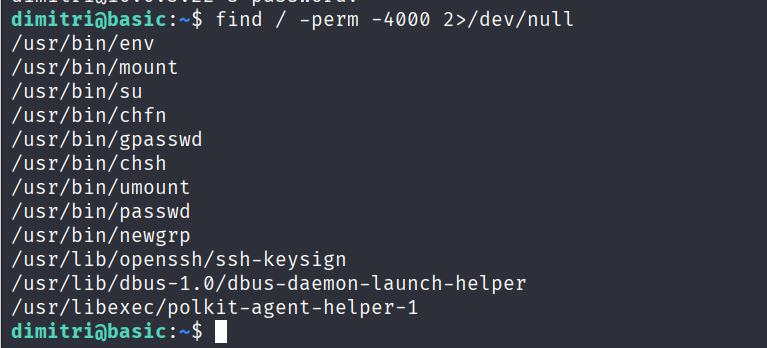 dimitri@basic:~$ find / -perm -4000 2>/dev/null
/usr/bin/env
/usr/bin/mount
/usr/bin/su
/usr/bin/chfn
/usr/bin/gpasswd
/usr/bin/chsh
/usr/bin/umount
/usr/bin/passwd
/usr/bin/newgrp
/usr/lib/openssh/ssh-keysign
/usr/lib/dbus-1.0/dbus-daemon-launch-helper
/usr/libexec/polkit-agent-helper-1
dimitri@basic:~$